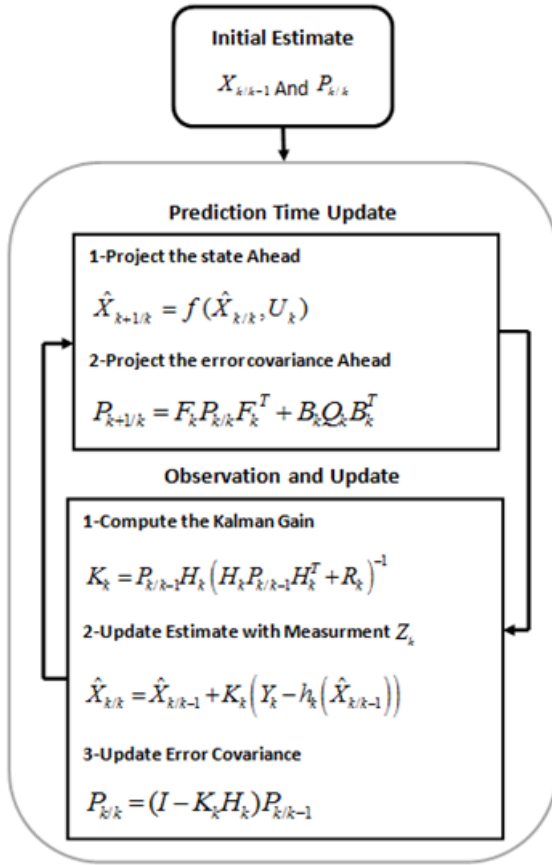 Initial Estimate
X_{k/k-1} And P_{k/k}
Prediction Time Update
1-Project the state Ahead
\hat{X}_{k+1/k} = f(\hat{X}_{k/k}, U_k)
2-Project the error covariance Ahead
P_{k+1/k} = F_k P_{k/k} F_k^T + B_k Q_k B_k^T
Observation and Update
1-Compute the Kalman Gain
K_k = P_{k/k-1} H_k (H_k P_{k/k-1} H_k^T + R_k)^{-1}
2-Update Estimate with Measurment Z_k
\hat{X}_{k/k} = \hat{X}_{k/k-1} + K_k (Y_k - h_k (\hat{X}_{k/k-1}))
3-Update Error Covariance
P_{k/k} = (I - K_k H_k) P_{k/k-1}